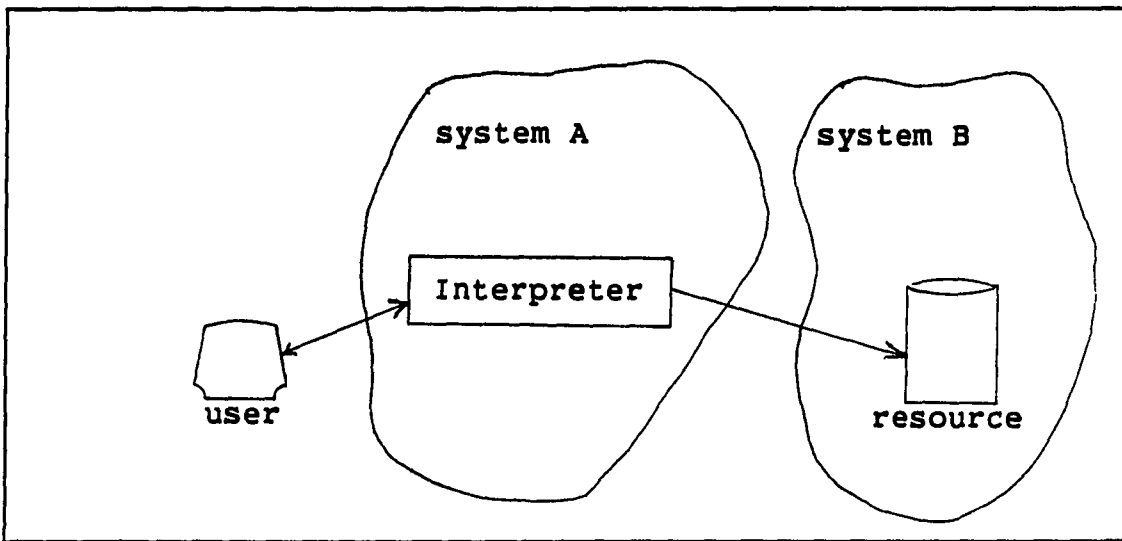 system A
system B
Interpreter
user
resource